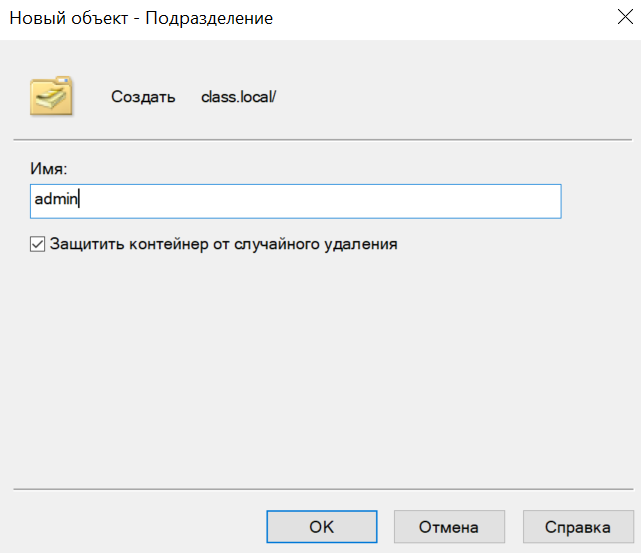 Новый объект - Подразделение
Создать class.local/
Имя:
admin
Защитить контейнер от случайного удаления
OK Отмена Справка